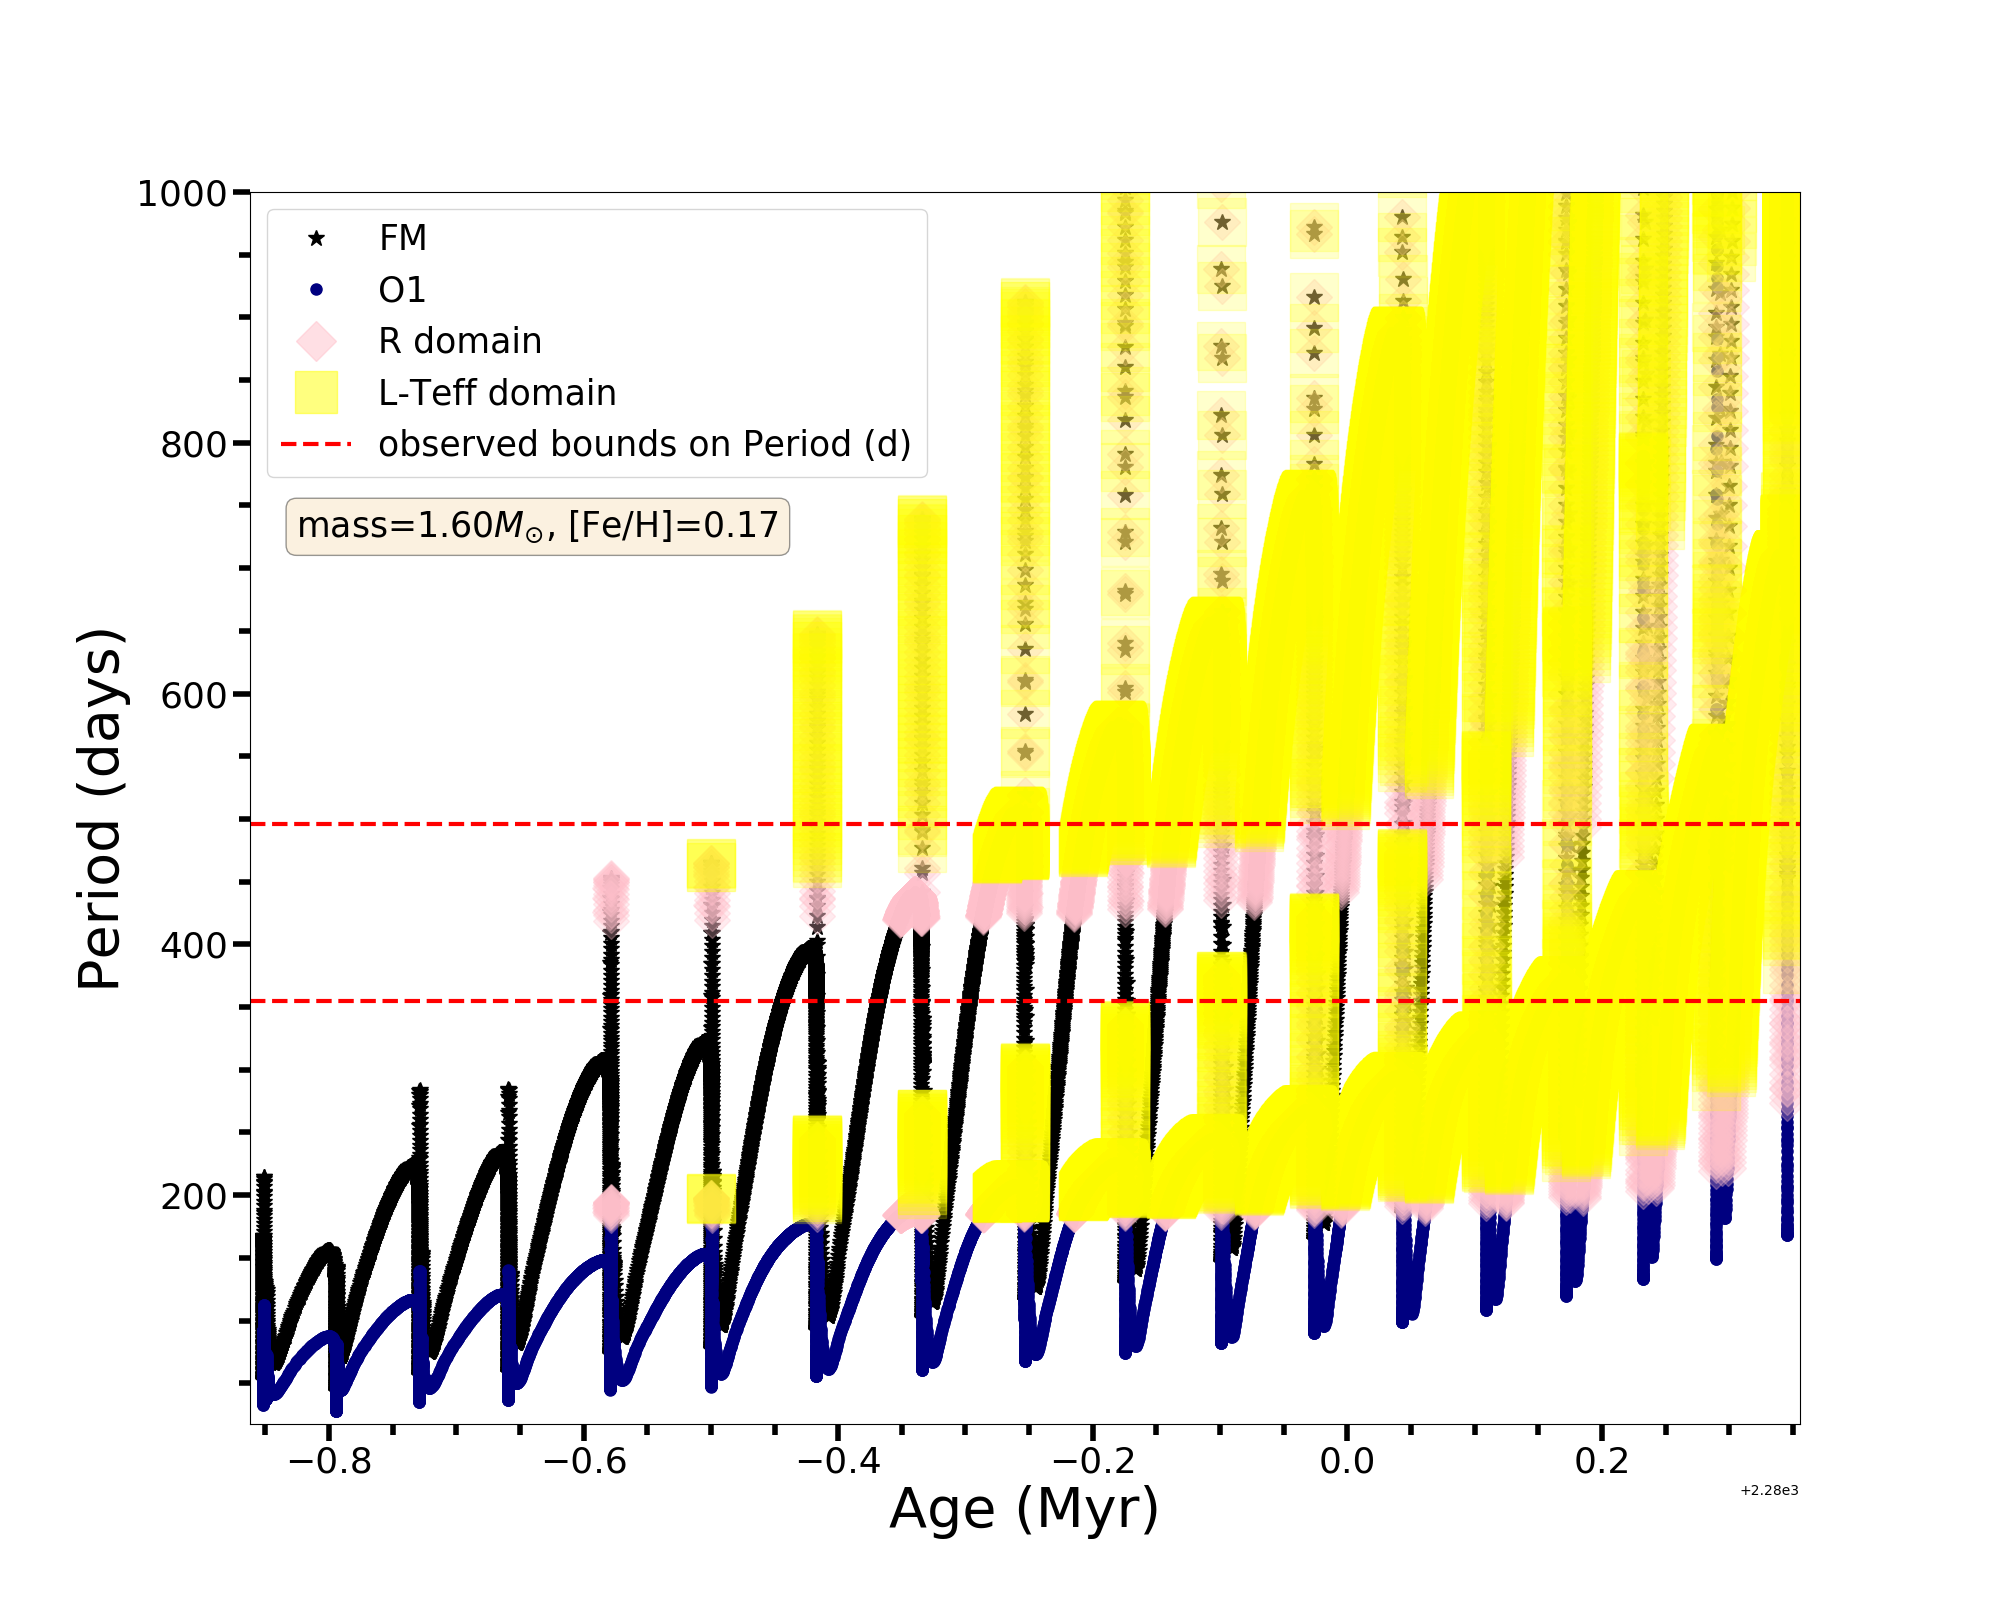 1000
800
600
400
200
Period (days)
FM
O1
R domain
L-Teff domain
observed bounds on Period (d)
mass=1.60M⊙, [Fe/H]=0.17
−0.8 −0.6 −0.4 −0.2 0.0 0.2
+2.28e3
Age (Myr)